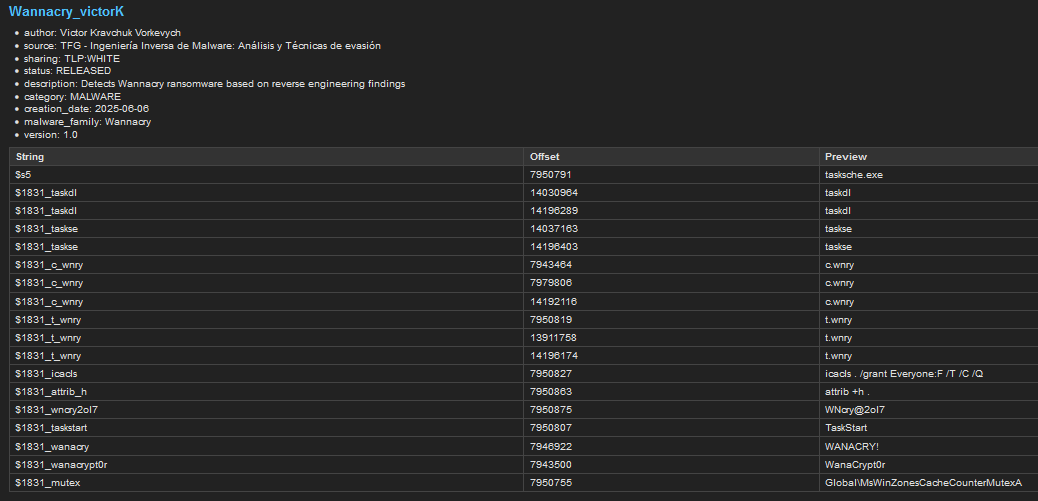 Wannacry_victorK
author: Victor Kravchuk Vorkevych
source: TFG - Ingeniería Inversa de Malware: Análisis y Técnicas de evasión
sharing: TLP:WHITE
status: RELEASED
description: Detects Wannacry ransomware based on reverse engineering findings
category: MALWARE
creation_date: 2025-06-06
malware_family: Wannacry
version: 1.0
String Offset Preview
$s5 7950791 tasksche.exe
$1831_taskdl 14030964 taskdl
$1831_taskdl 14196289 taskdl
$1831_taskse 14037163 taskse
$1831_taskse 14196403 taskse
$1831_c_wnry 7943464 c.wnry
$1831_c_wnry 7979806 c.wnry
$1831_c_wnry 14192116 c.wnry
$1831_t_wnry 7950819 t.wnry
$1831_t_wnry 13911758 t.wnry
$1831_t_wnry 14196174 t.wnry
$1831_icacls 7950827 icacls . /grant Everyone:F /T /C /Q
$1831_attrib_h 7950863 attrib +h .
$1831_wncry2ol7 7950875 WNcry@2ol7
$1831_taskstart 7950807 TaskStart
$1831_wanacry 7946922 WANACRY!
$1831_wanacrypt0r 7943500 WanaCrypt0r
$1831_mutex 7950755 Global\MsWinZonesCacheCounterMutexA